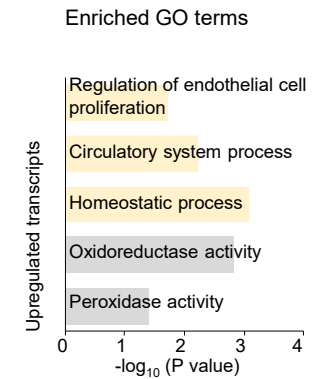 Enriched GO terms
Upregulated transcripts
Regulation of endothelial cell
proliferation
Circulatory system process
Homeostatic process
Oxidoreductase activity
Peroxidase activity
0 1 2 3 4
-log₁₀ (P value)